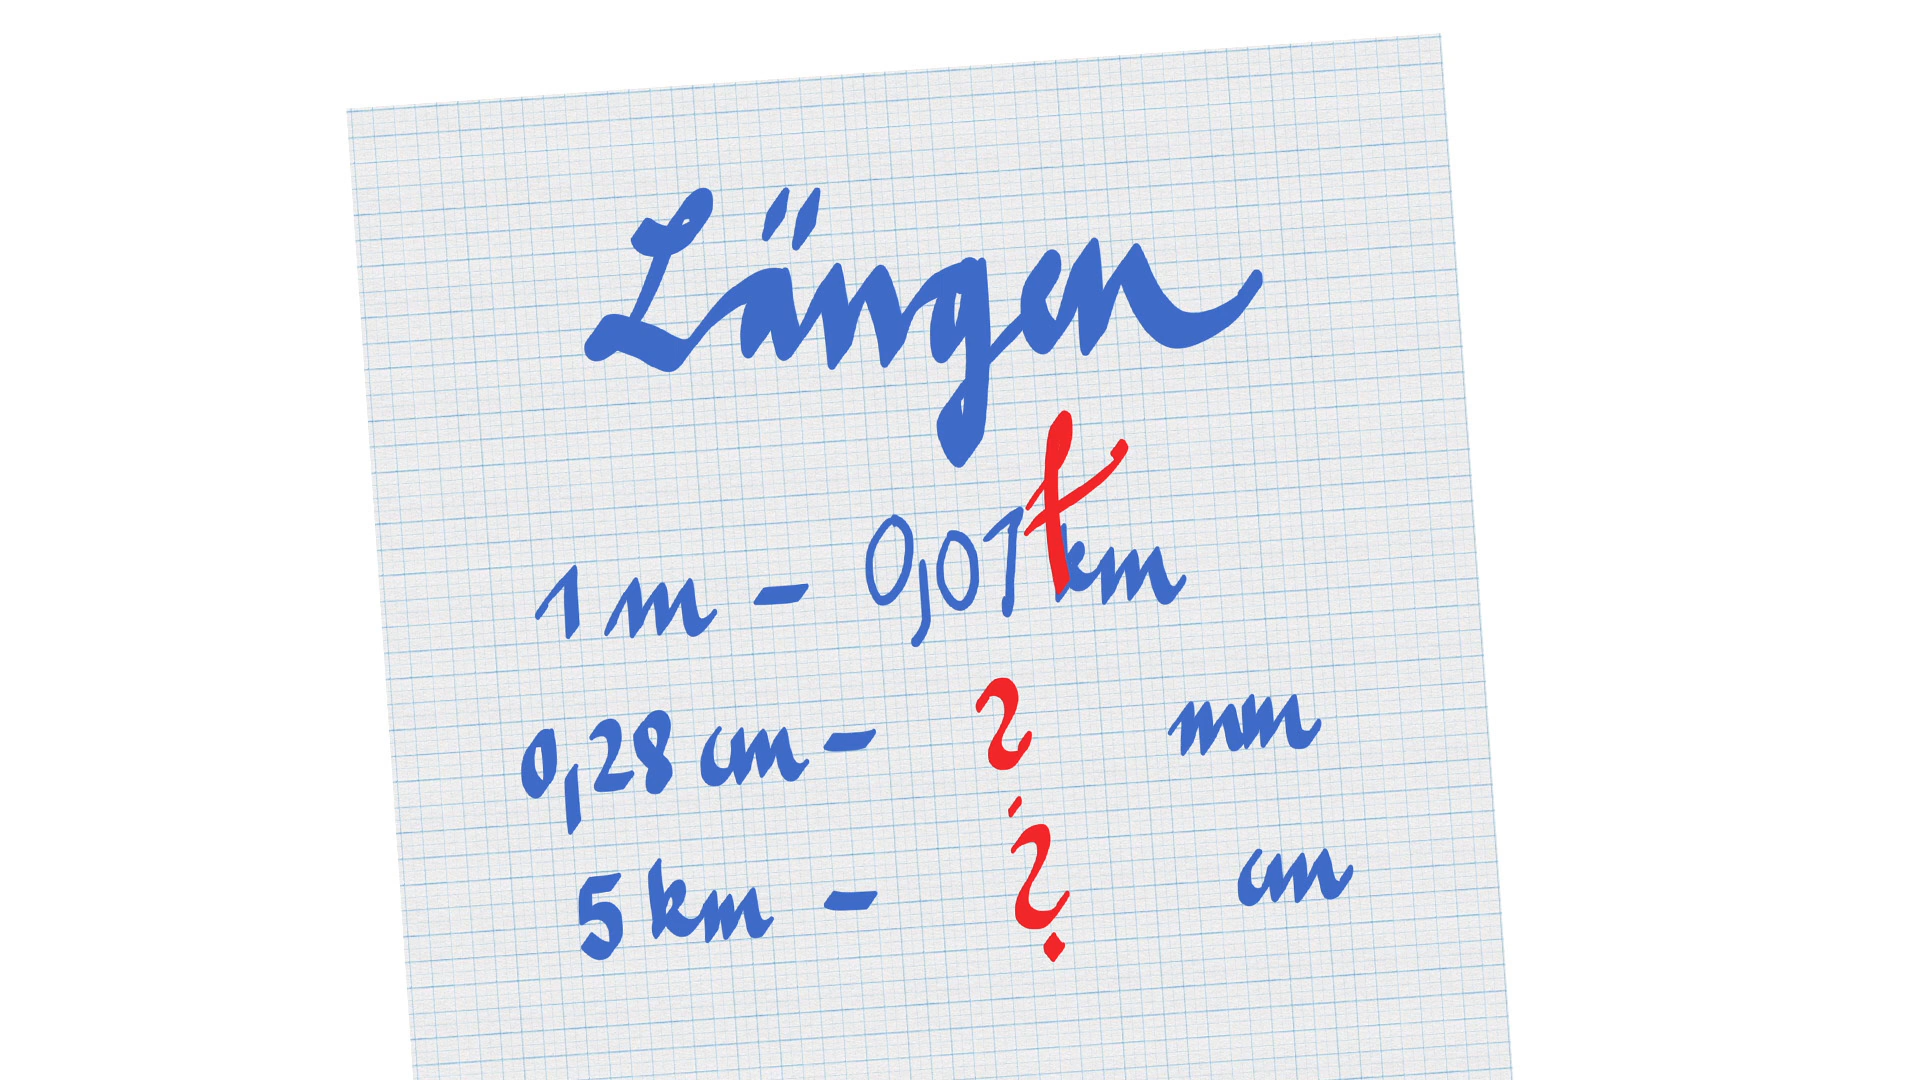 Längen
1 m - 0,01 km
0,28 cm - ? mm
5 km - ? cm